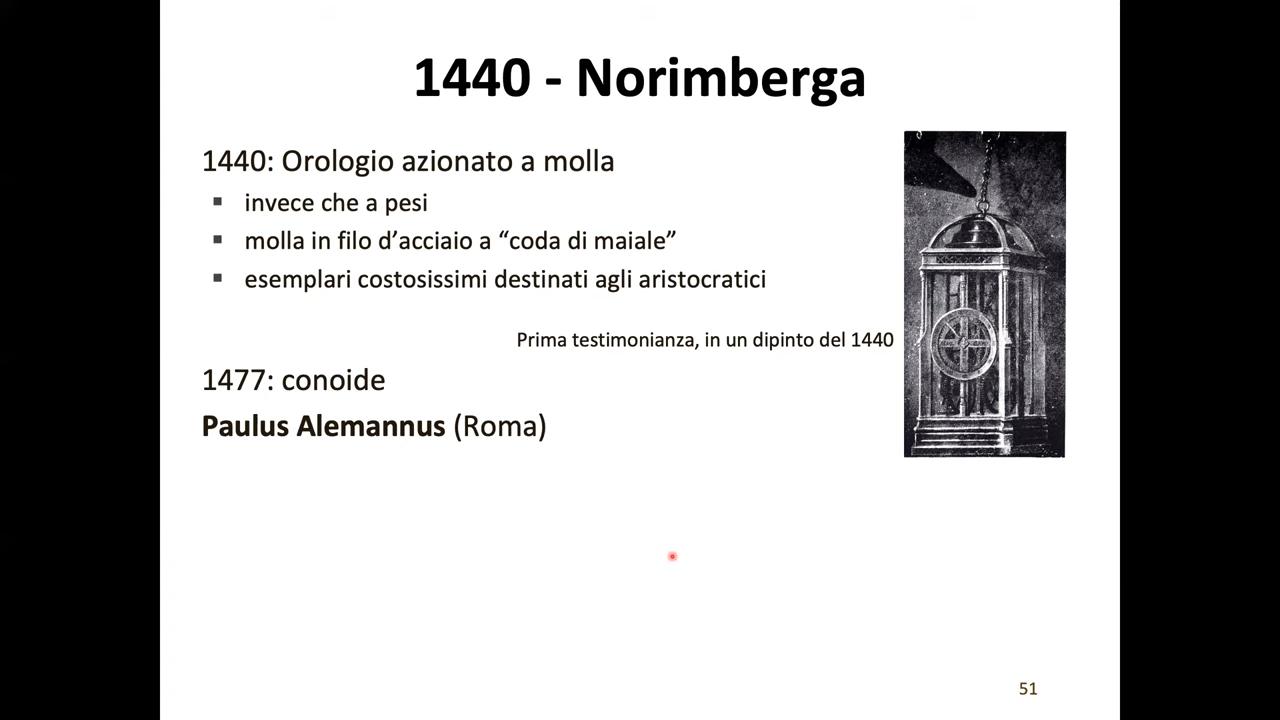 1440 - Norimberga
1440: Orologio azionato a molla
▪ invece che a pesi
▪ molla in filo d’acciaio a “coda di maiale”
▪ esemplari costosissimi destinati agli aristocratici
Prima testimonianza, in un dipinto del 1440
1477: conoide
Paulus Alemannus (Roma)
51